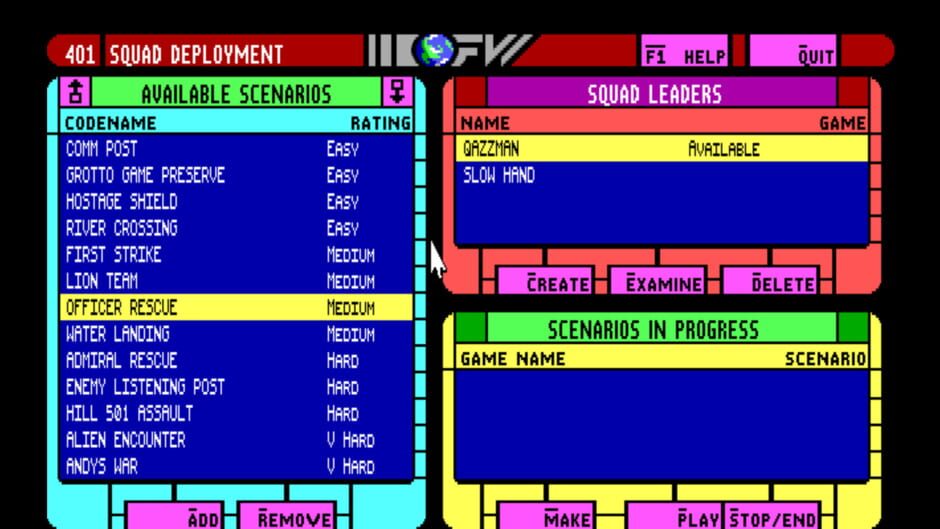 401 SQUAD DEPLOYMENT
F1 HELP
QUIT
AVAILABLE SCENARIOS
CODENAME RATING
COMM POST EASY
GROTTO GAME PRESERVE EASY
HOSTAGE SHIELD EASY
RIVER CROSSING EASY
FIRST STRIKE MEDIUM
LION TEAM MEDIUM
OFFICER RESCUE MEDIUM
WATER LANDING MEDIUM
ADMIRAL RESCUE HARD
ENEMY LISTENING POST HARD
HILL 501 ASSAULT HARD
ALIEN ENCOUNTER V HARD
ANDYS WAR V HARD
ADD REMOVE
SQUAD LEADERS
NAME GAME
QAZZMAN AVAILABLE
SLOW HAND
CREATE EXAMINE DELETE
SCENARIOS IN PROGRESS
GAME NAME SCENARIO
MAKE PLAY STOP/END